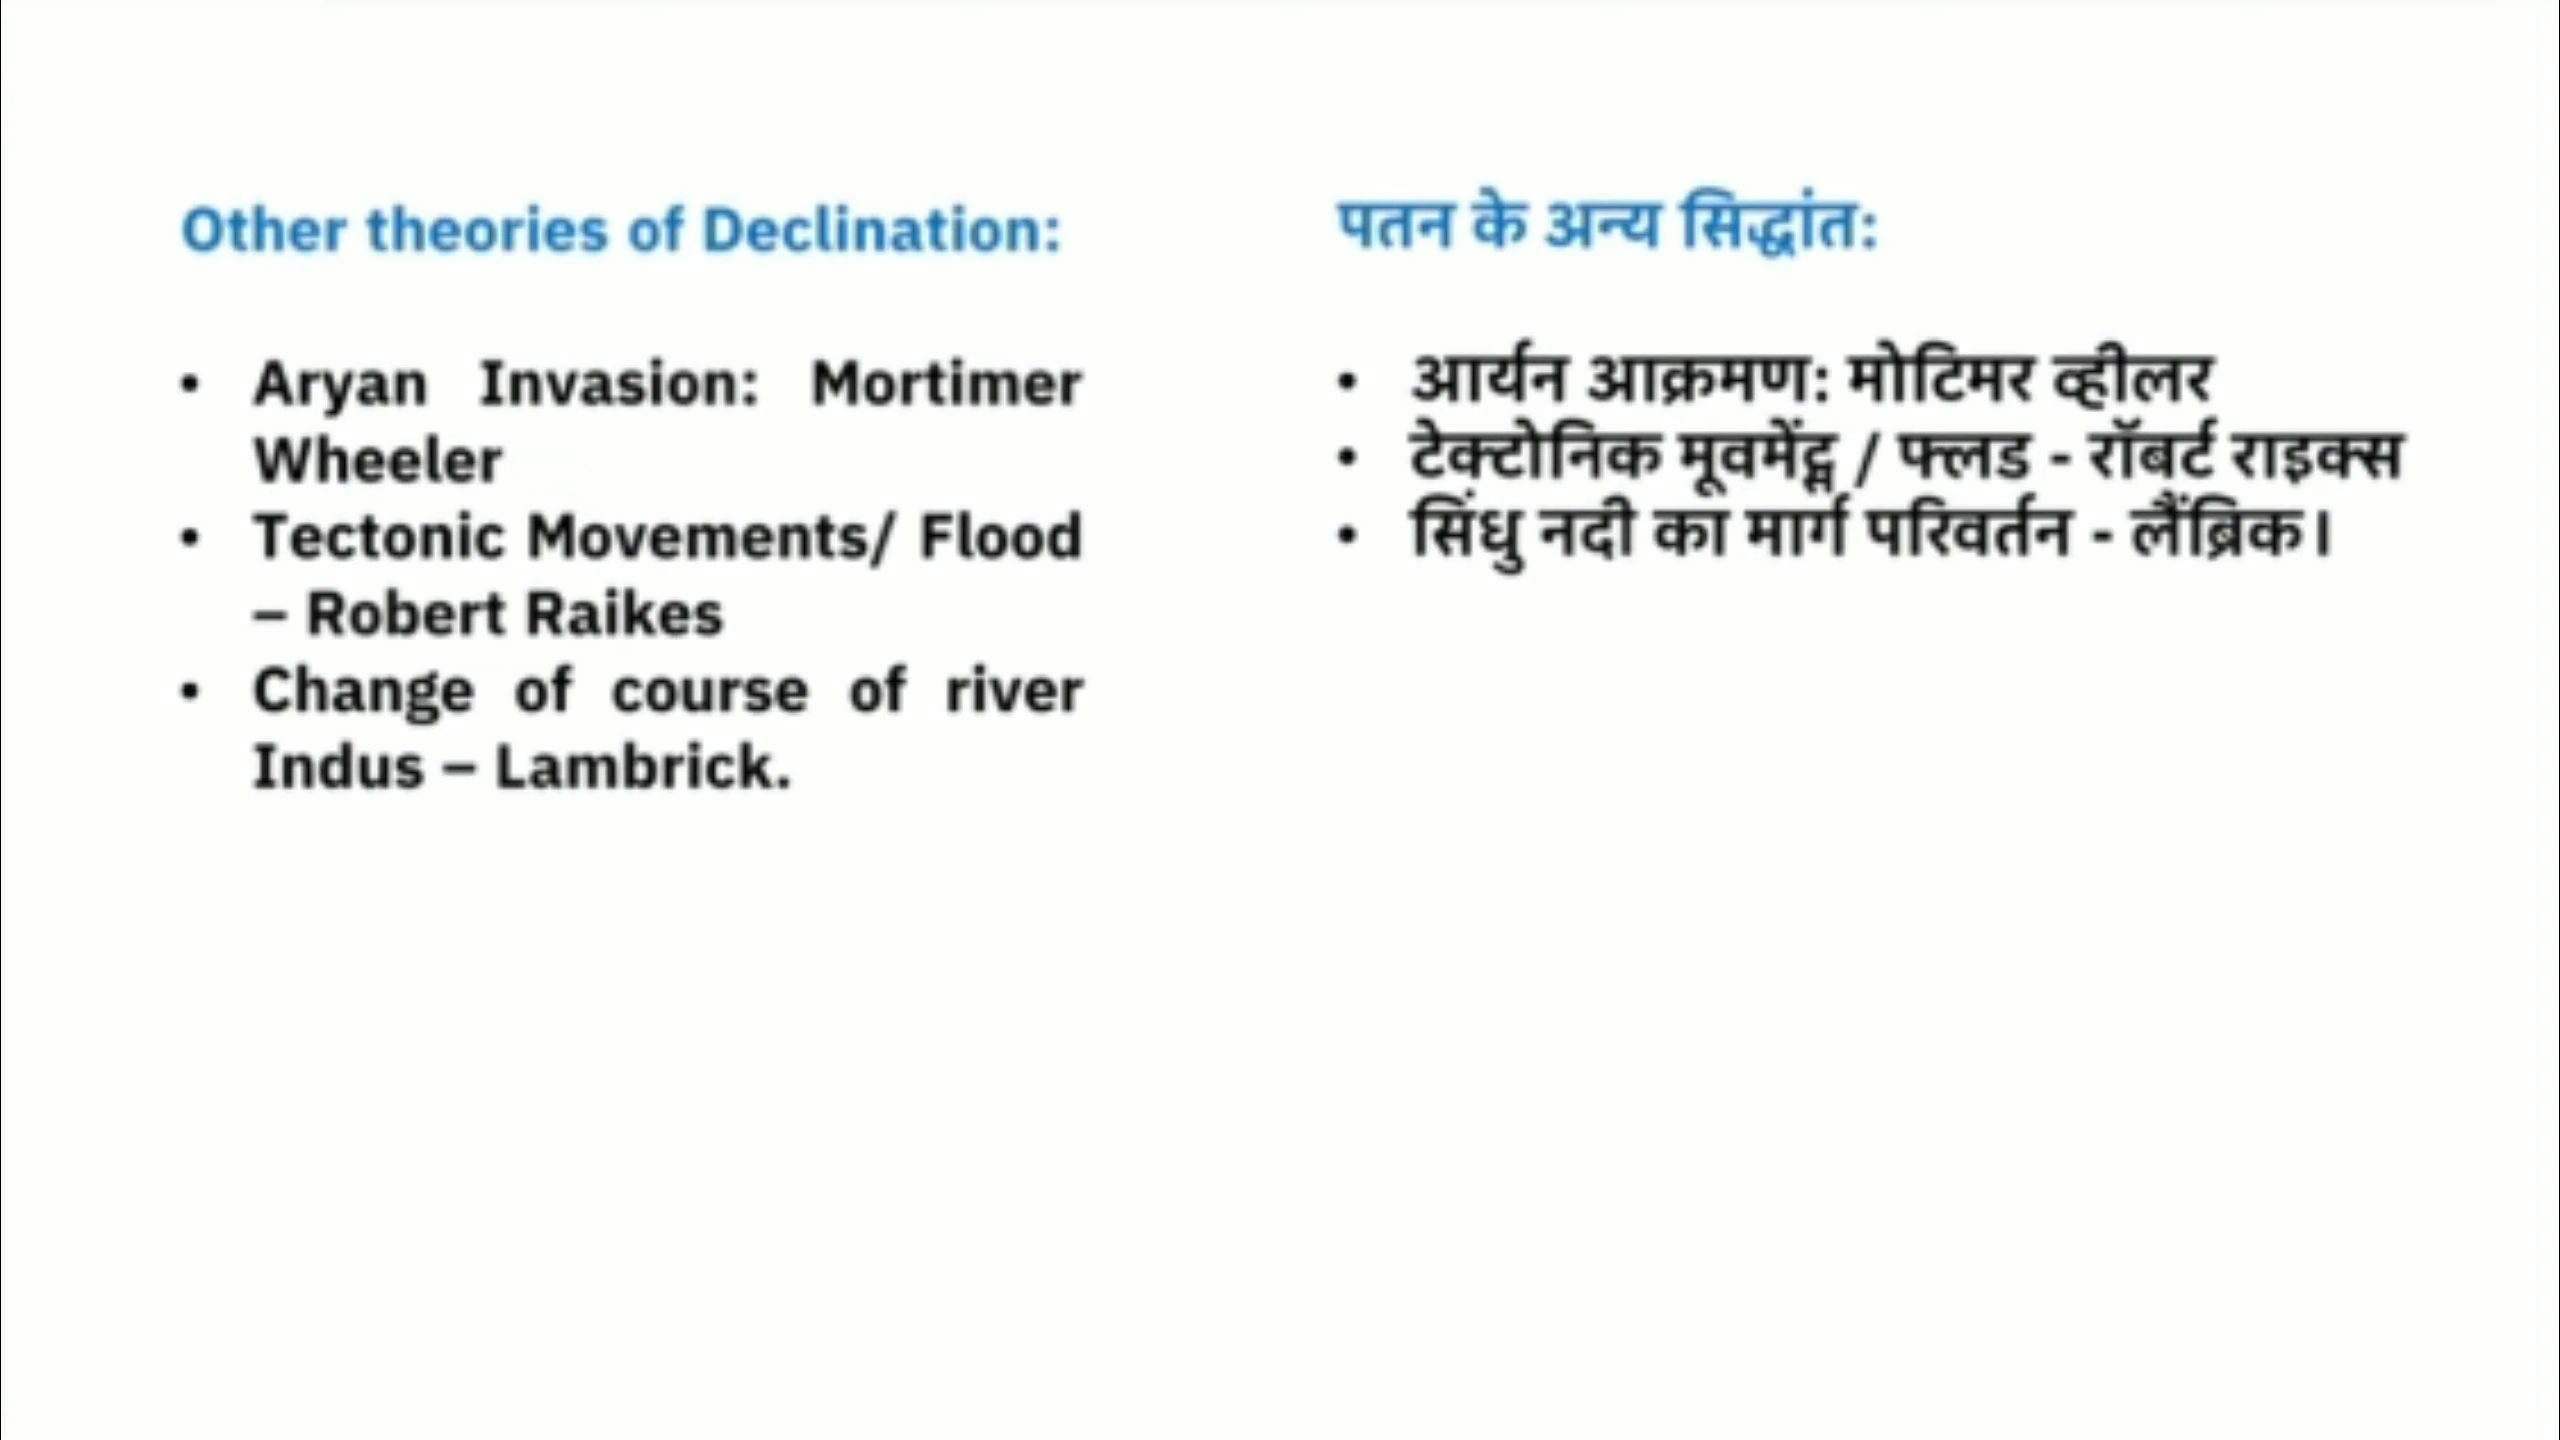 Other theories of Declination:
• Aryan Invasion: Mortimer
Wheeler
• Tectonic Movements/ Flood
– Robert Raikes
• Change of course of river
Indus – Lambrick.
पतन के अन्य सिद्धांत:
• आर्यन आक्रमण: मोटिमर व्हीलर
• टेक्टोनिक मूवमेंट्स / फ्लड - रॉबर्ट राइक्स
• सिंधु नदी का मार्ग परिवर्तन - लैंब्रिक।